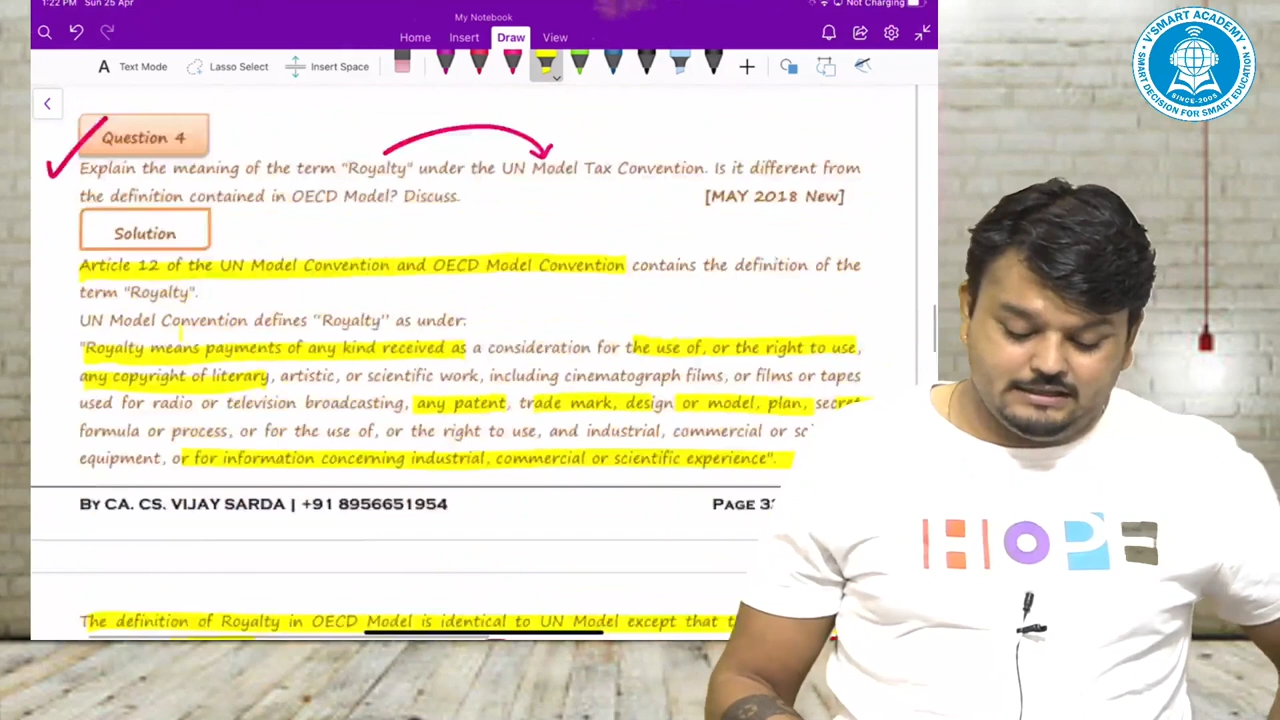 1:22 PM Sun 25 Apr
Not Charging
My Notebook
Home Insert Draw View
Text Mode
Lasso Select
Insert Space
Question 4
Explain the meaning of the term "Royalty" under the UN Model Tax Convention. Is it different from
the definition contained in OECD Model? Discuss.
[MAY 2018 New]
Solution
Article 12 of the UN Model Convention and OECD Model Convention contains the definition of the
term "Royalty".
UN Model Convention defines "Royalty" as under:
"Royalty means payments of any kind received as a consideration for the use of, or the right to use,
any copyright of literary, artistic, or scientific work, including cinematograph films, or films or tapes
used for radio or television broadcasting, any patent, trade mark, design or model, plan, secret
formula or process, or for the use of, or the right to use, and industrial, commercial or
equipment, or for information concerning industrial, commercial or scientific experience".
BY CA. CS. VIJAY SARDA | +91 8956651954
PAGE
The definition of Royalty in OECD Model is identical to UN Model except that
V'SMART ACADEMY
SINCE-2005
SMART DECISION FOR SMART EDUCATION
HOPE